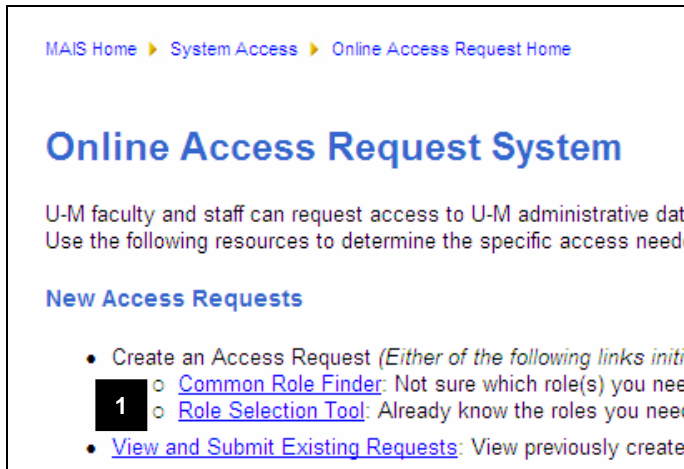 MAIS Home System Access Online Access Request Home
Online Access Request System
U-M faculty and staff can request access to U-M administrative dat
Use the following resources to determine the specific access need
New Access Requests
• Create an Access Request (Either of the following links initi
o Common Role Finder: Not sure which role(s) you nee
1 o Role Selection Tool: Already know the roles you need
• View and Submit Existing Requests: View previously create